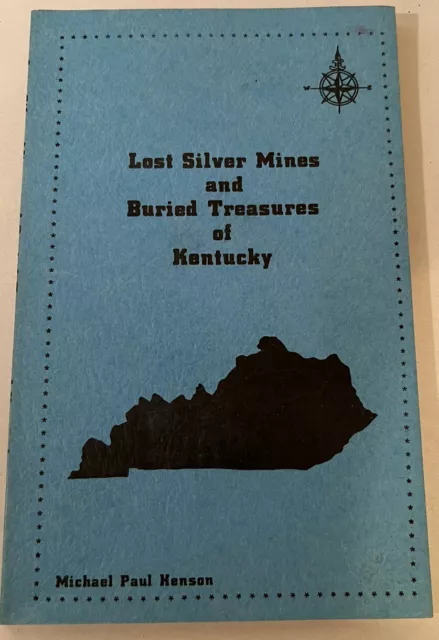 Lost Silver Mines
and
Buried Treasures
of
Kentucky
Michael Paul Henson